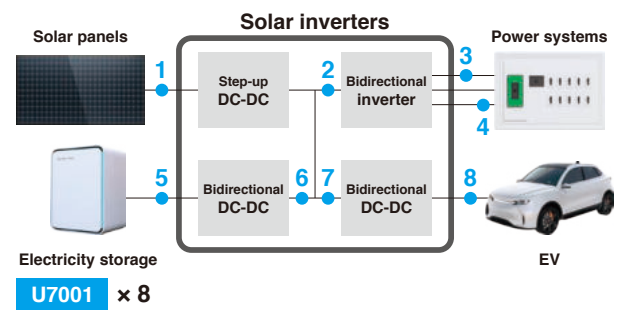 Solar inverters
Solar panels
Power systems
1
Step-up
DC-DC
2
Bidirectional
inverter
3
4
5
Bidirectional
DC-DC
6
7
Bidirectional
DC-DC
8
Electricity storage
EV
U7001 × 8